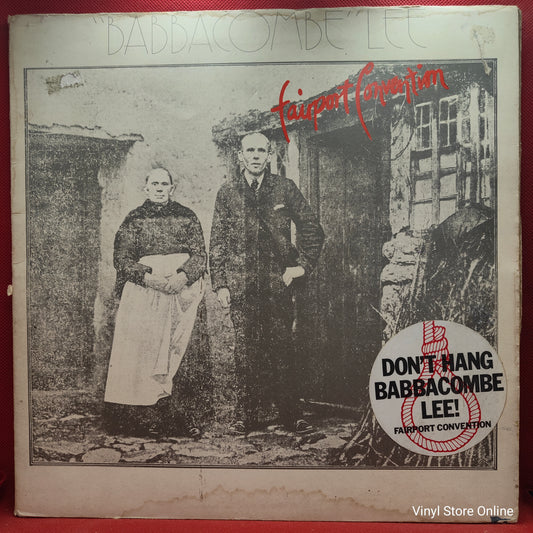 "BABBACOMBE" LEE
Fairport Convention
DON'T HANG
BABBACOMBE
LEE!
FAIRPORT CONVENTION
Vinyl Store Online